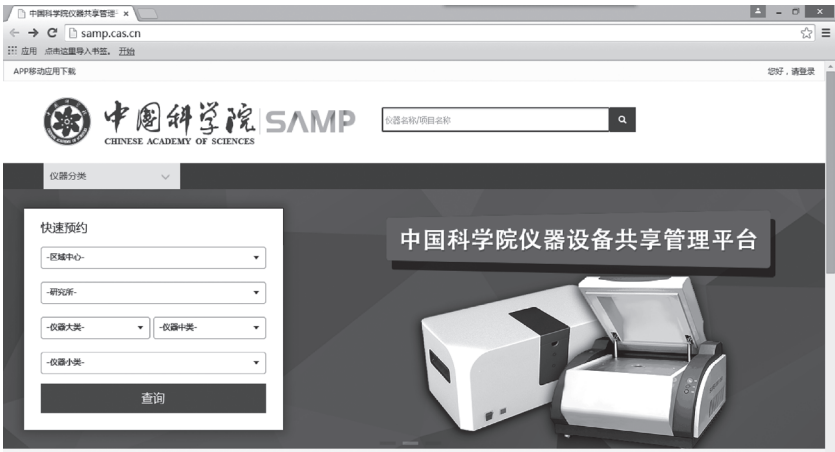 中国科学院仪器共享管理
samp.cas.cn
应用 点击这里导入书签。 开始
APP移动应用下载
您好，请登录
中国科学院 SAMP
CHINESE ACADEMY OF SCIENCES
仪器名称/项目名称
仪器分类
快速预约
-区域中心-
-研究所-
-仪器大类- -仪器中类-
-仪器小类-
查询
中国科学院仪器设备共享管理平台